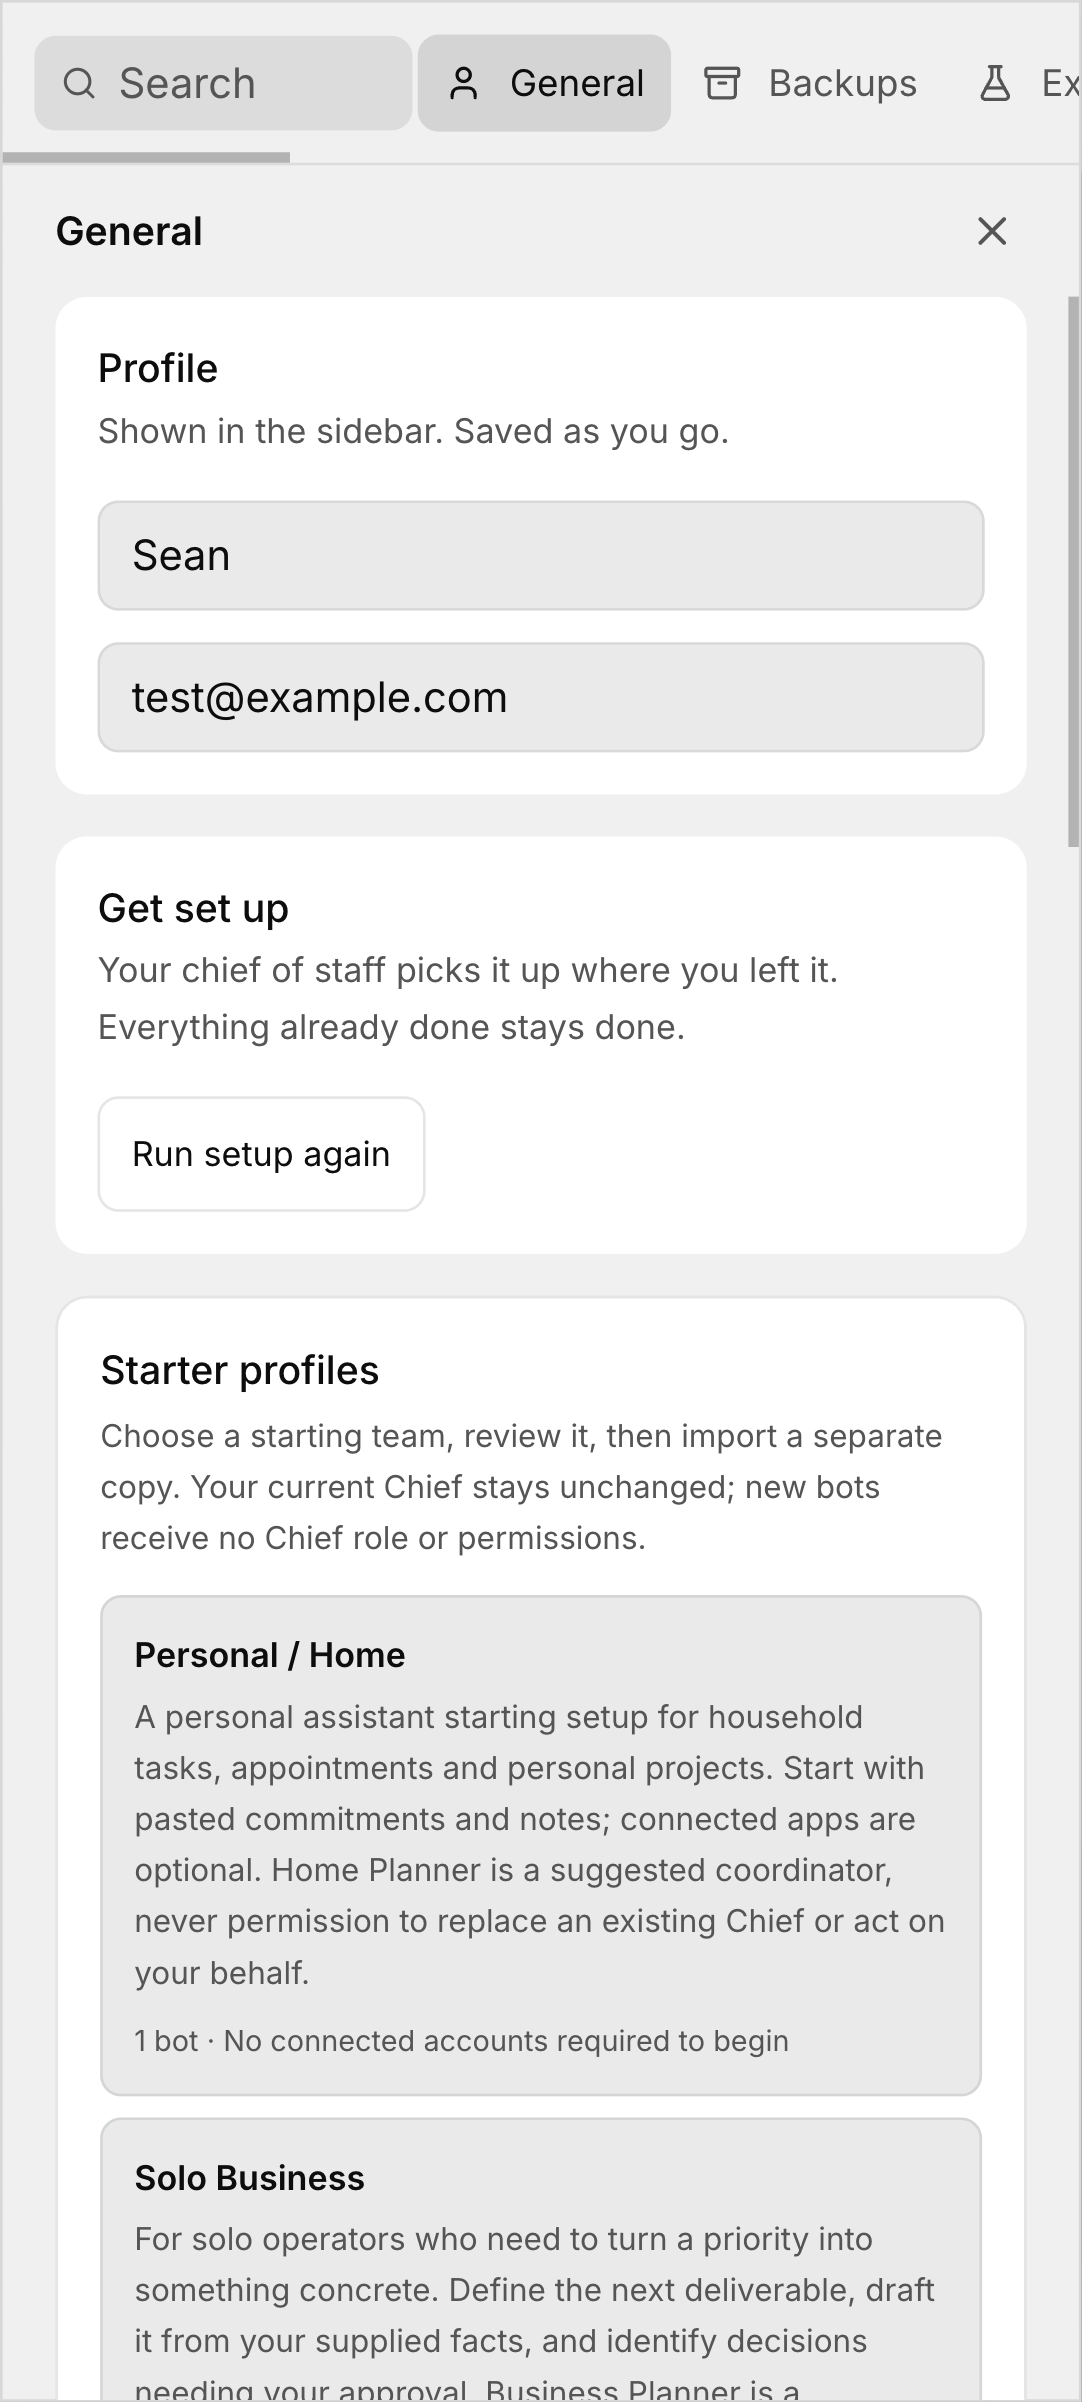 Search
General
Backups
Ex
General
Profile
Shown in the sidebar. Saved as you go.
Sean
test@example.com
Get set up
Your chief of staff picks it up where you left it.
Everything already done stays done.
Run setup again
Starter profiles
Choose a starting team, review it, then import a separate
copy. Your current Chief stays unchanged; new bots
receive no Chief role or permissions.
Personal / Home
A personal assistant starting setup for household
tasks, appointments and personal projects. Start with
pasted commitments and notes; connected apps are
optional. Home Planner is a suggested coordinator,
never permission to replace an existing Chief or act on
your behalf.
1 bot · No connected accounts required to begin
Solo Business
For solo operators who need to turn a priority into
something concrete. Define the next deliverable, draft
it from your supplied facts, and identify decisions
needing your approval. Business Planner is a